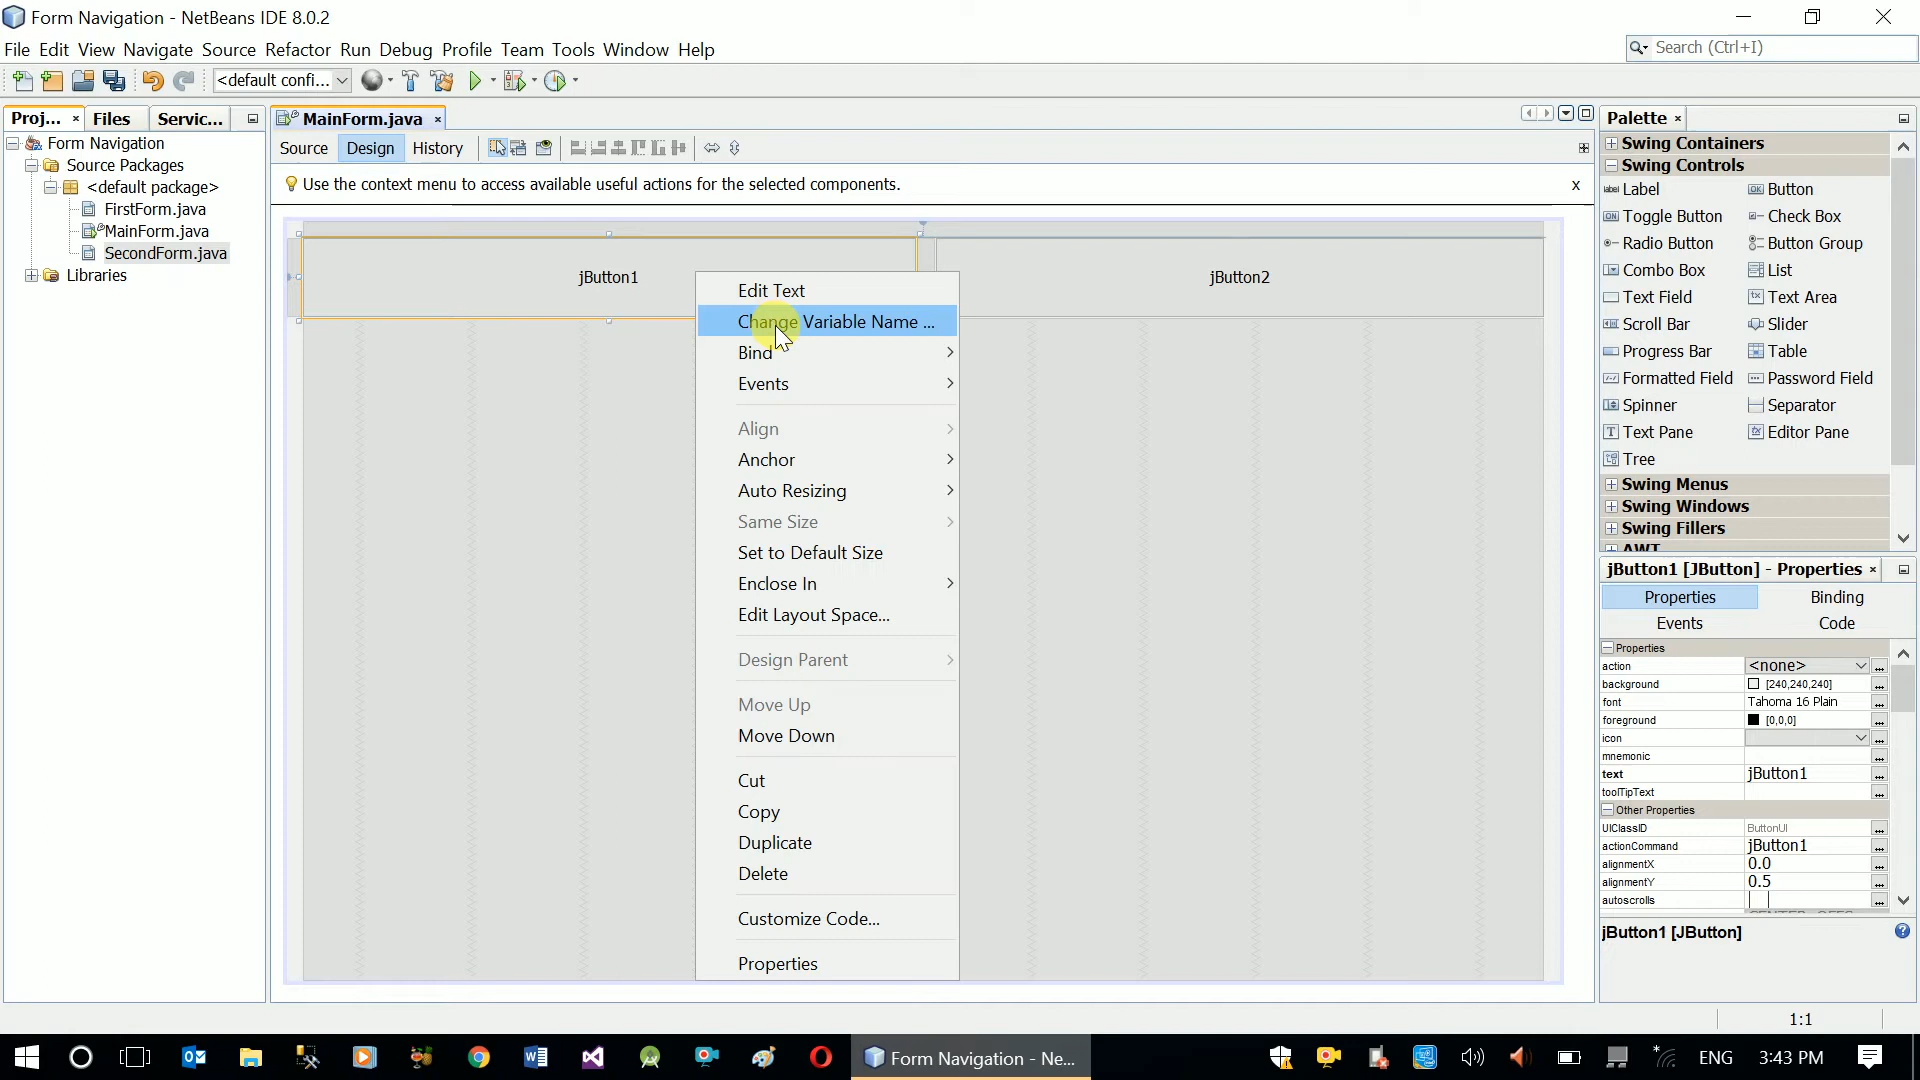 Form Navigation - NetBeans IDE 8.0.2
File Edit View Navigate Source Refactor Run Debug Profile Team Tools Window Help
Search (Ctrl+I)
<default confi...
Proj... × Files Servic...
MainForm.java ×
Palette ×
Source Design History
Use the context menu to access available useful actions for the selected components. x
Form Navigation
Source Packages
<default package>
FirstForm.java
MainForm.java
SecondForm.java
Libraries
jButton1
jButton2
Edit Text
Change Variable Name ...
Bind
Events
Align
Anchor
Auto Resizing
Same Size
Set to Default Size
Enclose In
Edit Layout Space...
Design Parent
Move Up
Move Down
Cut
Copy
Duplicate
Delete
Customize Code...
Properties
Swing Containers
Swing Controls
Label Button
Toggle Button Check Box
Radio Button Button Group
Combo Box List
Text Field Text Area
Scroll Bar Slider
Progress Bar Table
Formatted Field Password Field
Spinner Separator
Text Pane Editor Pane
Tree
Swing Menus
Swing Windows
Swing Fillers
AWT
jButton1 [JButton] - Properties ×
Properties Binding
Events Code
Properties
action <none> ...
background [240,240,240] ...
font Tahoma 16 Plain ...
foreground [0,0,0] ...
icon ...
mnemonic ...
text jButton1 ...
toolTipText ...
Other Properties
UIClassID ButtonUI ...
actionCommand jButton1 ...
alignmentX 0.0 ...
alignmentY 0.5 ...
autoscrolls ...
jButton1 [JButton]
1:1
Form Navigation - Ne...
ENG 3:43 PM